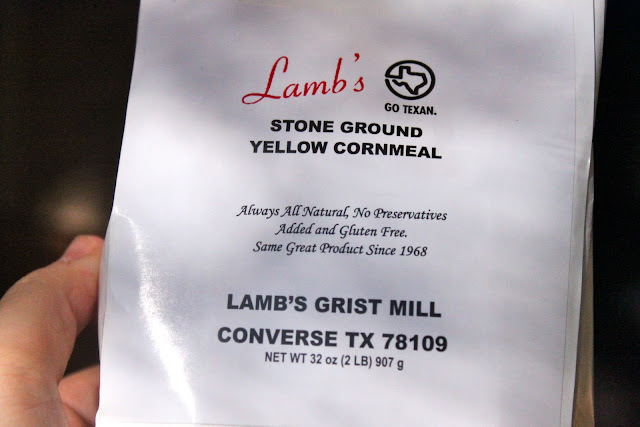 Lamb's
GO TEXAN.
STONE GROUND
YELLOW CORNMEAL
Always All Natural, No Preservatives
Added and Gluten Free.
Same Great Product Since 1968
LAMB'S GRIST MILL
CONVERSE TX 78109
NET WT 32 oz (2 LB) 907 g